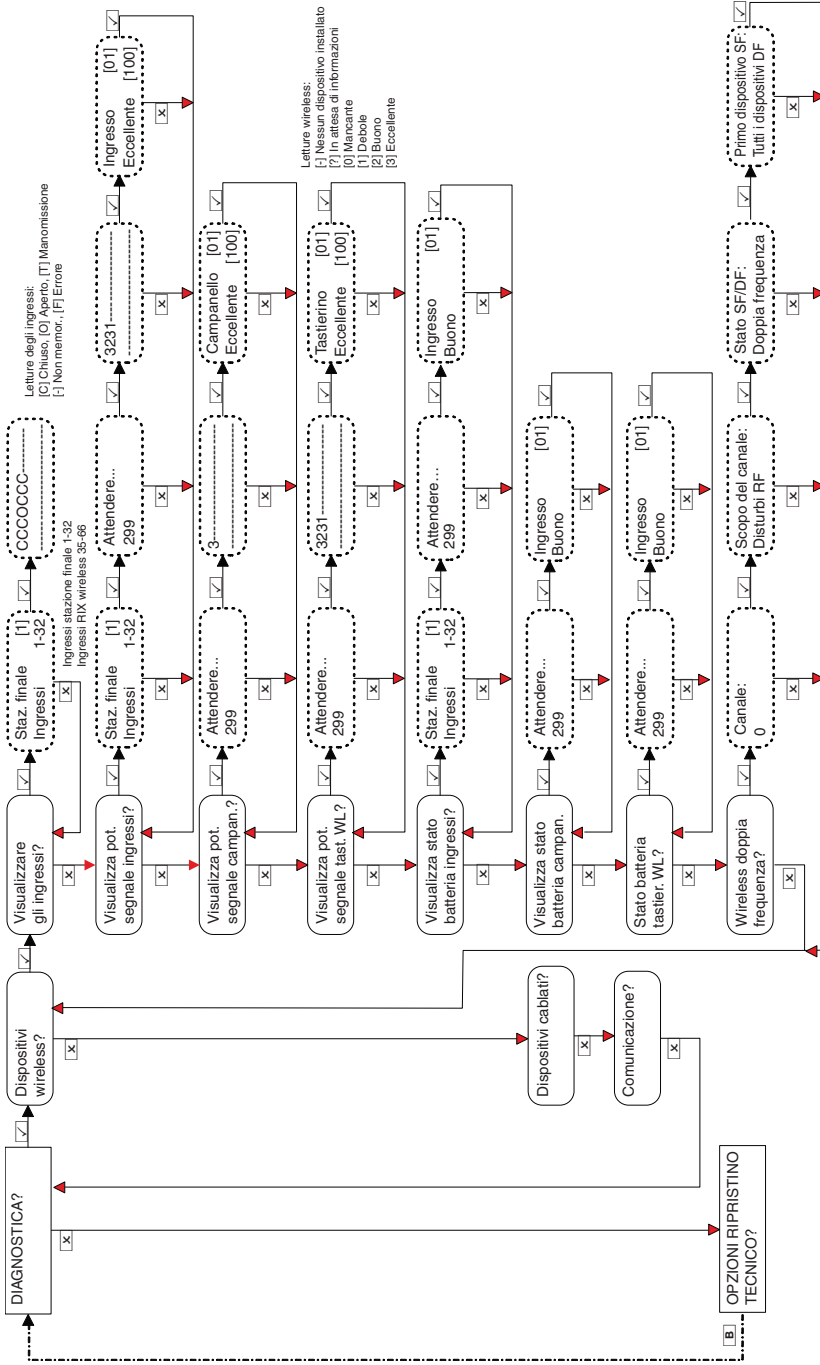 DIAGNOSTICA?
Dispositivi
wireless?
Visualizzare
gli ingressi?
Staz. finale [1]
Ingressi 1-32
CCCOCCC---------
----------------
Letture degli ingressi:
[C] Chiuso, [O] Aperto, [T] Manomissione
[-] Non memor., [F] Errore
Ingressi stazione finale 1-32
Ingressi RIX wireless 35-66
Visualizza pot.
segnale ingressi?
Staz. finale [1]
Ingressi 1-32
Attendere...
299
3231------------
----------------
Ingresso [01]
Eccellente [100]
Visualizza pot.
segnale campan.?
Attendere...
299
3---------------
----------------
Campanello [01]
Eccellente [100]
Visualizza pot.
segnale tast. WL?
Attendere...
299
3231------------
----------------
Tastierino [01]
Eccellente [100]
Letture wireless:
[-] Nessun dispositivo installato
[?] In attesa di informazioni
[0] Mancante
[1] Debole
[2] Buono
[3] Eccellente
Visualizza stato
batteria ingressi?
Staz. finale [1]
Ingressi 1-32
Attendere...
299
Ingresso [01]
Buono
Visualizza stato
batteria campan.
Attendere...
299
Ingresso [01]
Buono
Stato batteria
tastier. WL?
Attendere...
299
Ingresso [01]
Buono
Wireless doppia
frequenza?
Canale:
0
Scopo del canale:
Disturbi RF
Stato SF/DF:
Doppia frequenza
Primo dispositivo SF:
Tutti i dispositivi DF
Dispositivi cablati?
Comunicazione?
OPZIONI RIPRISTINO
TECNICO?
B